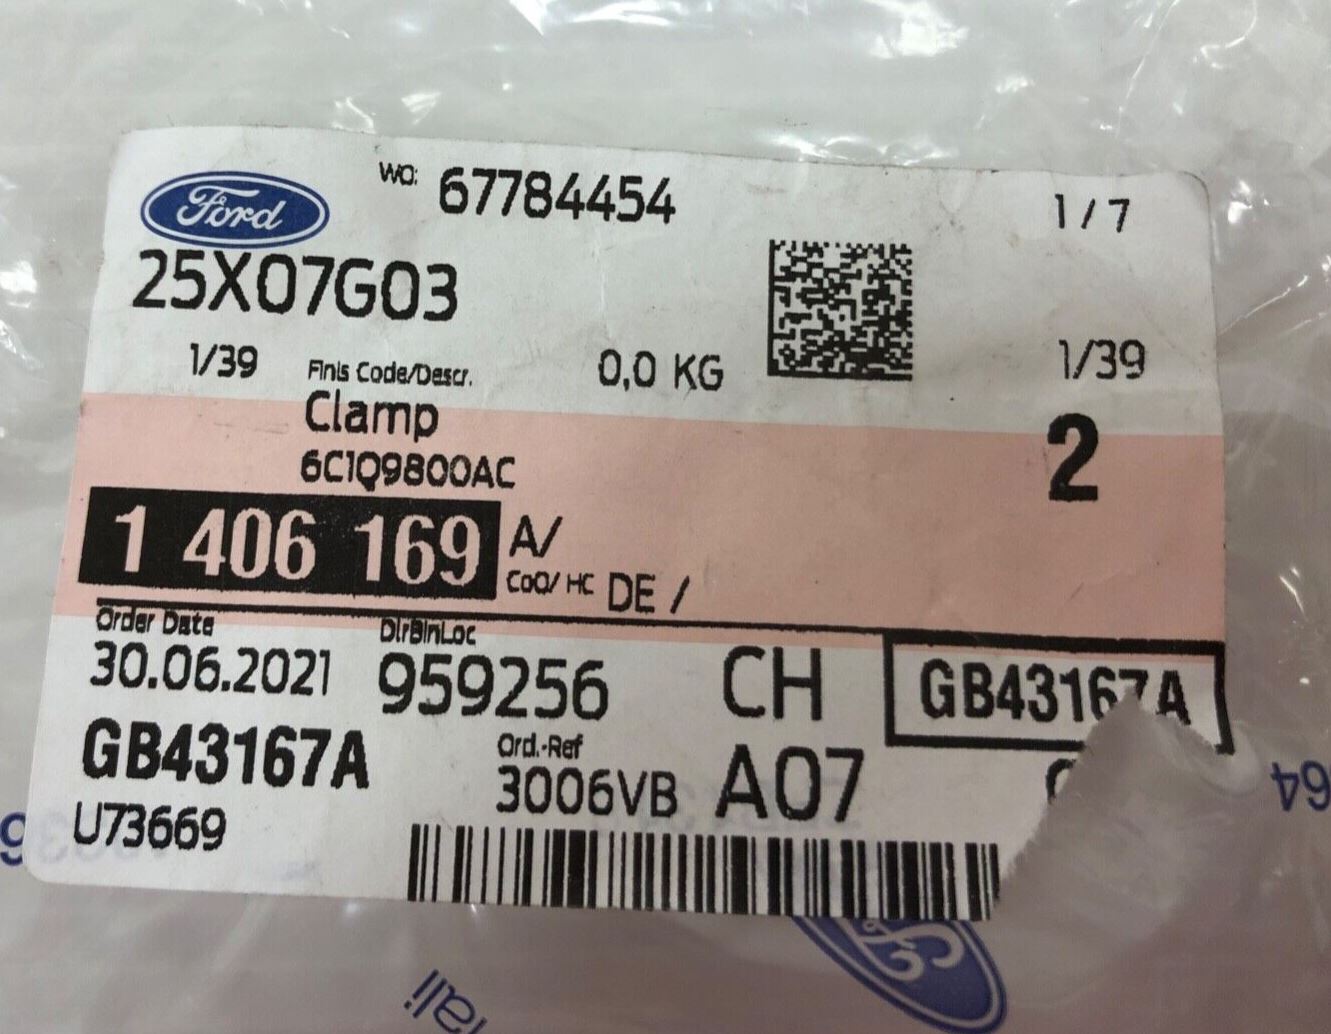 Ford
WO: 67784454
1 / 7
25X07G03
1/39
Finis Code/Descr.
0,0 KG
1/39
Clamp
2
6C1Q9800AC
1 406 169
A/
CoO/ HC DE /
Order Date
DlrBinLoc
30.06.2021
959256
CH
GB43167A
GB43167A
Ord.-Ref
3006VB
A07
U73669